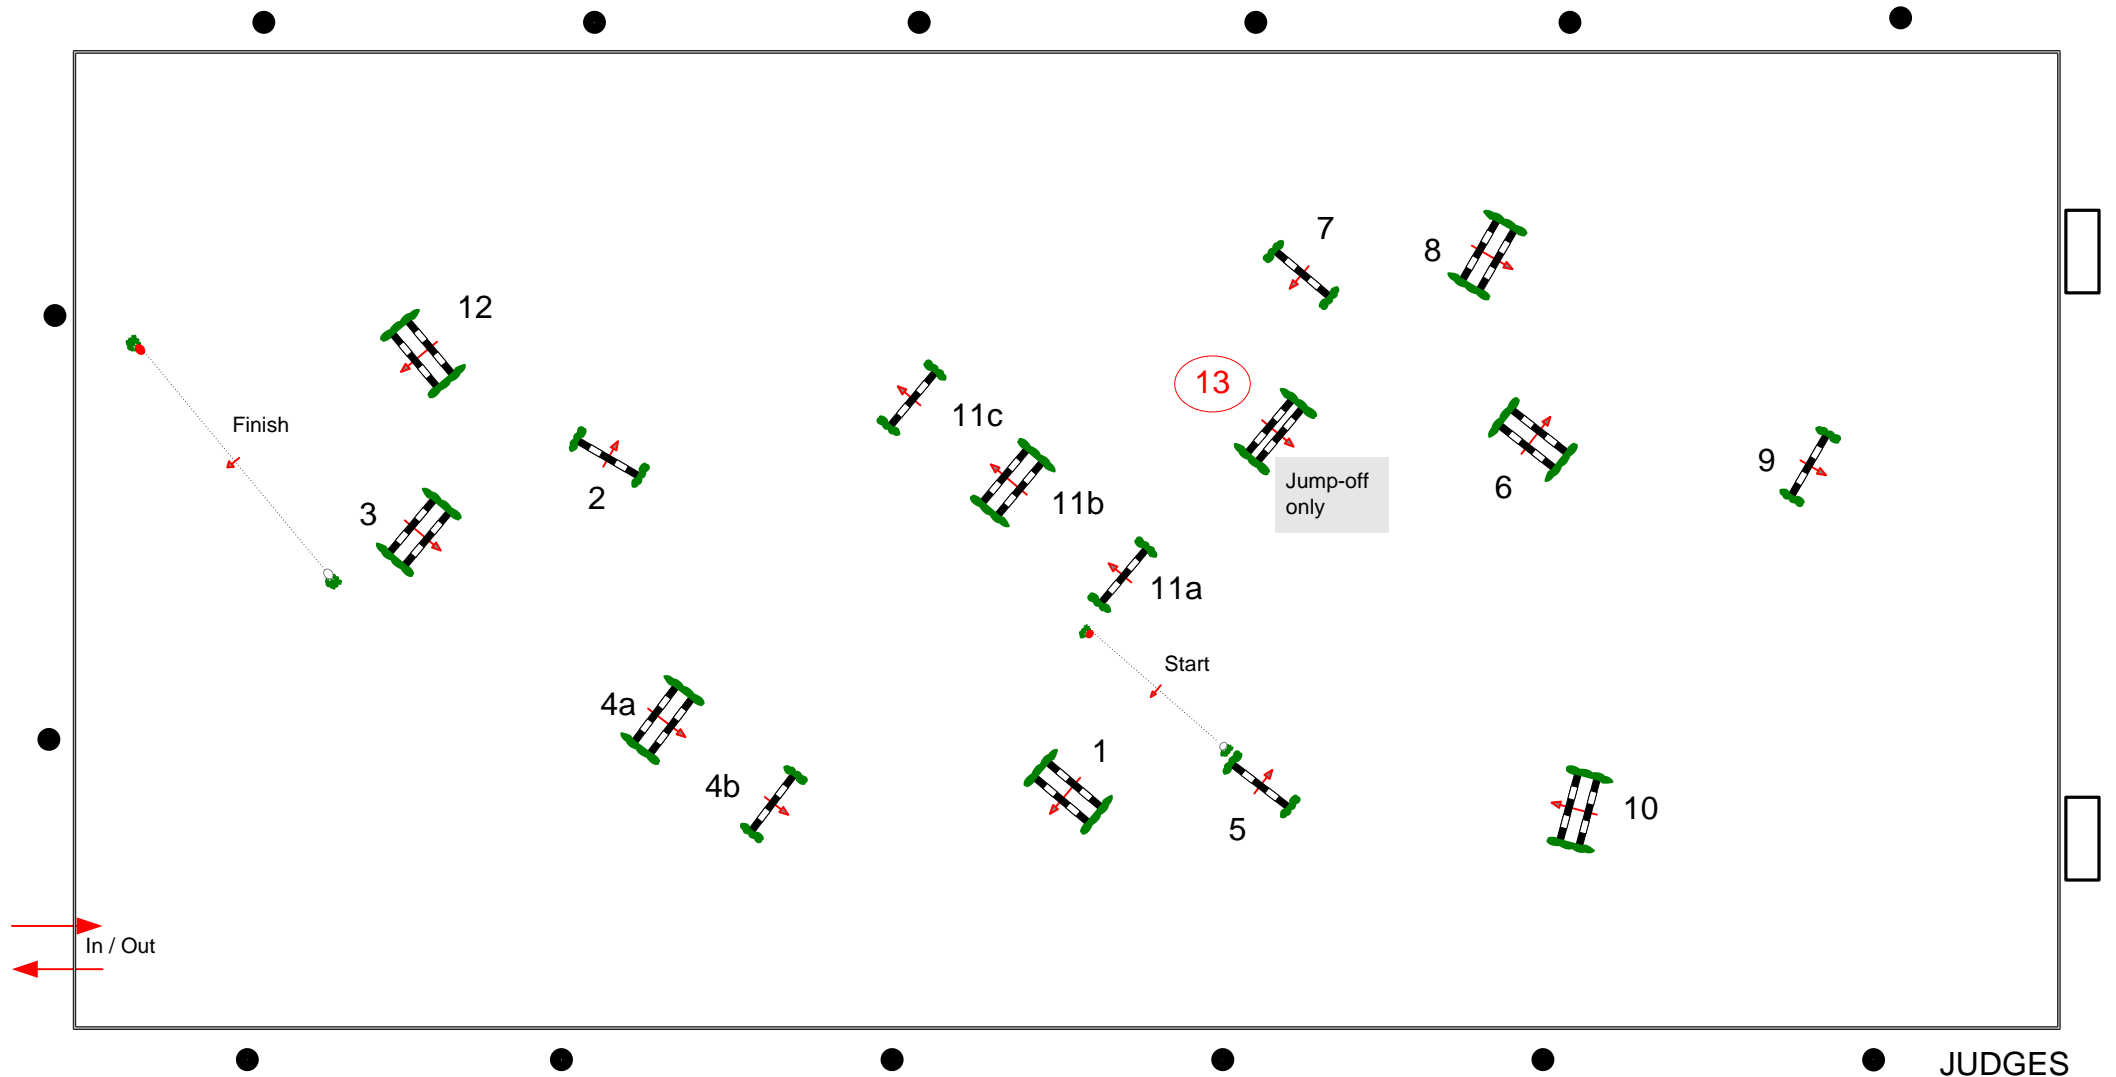 7
8
12
13
Finish
11c
9
2
6
Jump-off
only
3
11b
11a
Start
4a
4b
1
10
5
In / Out
JUDGES